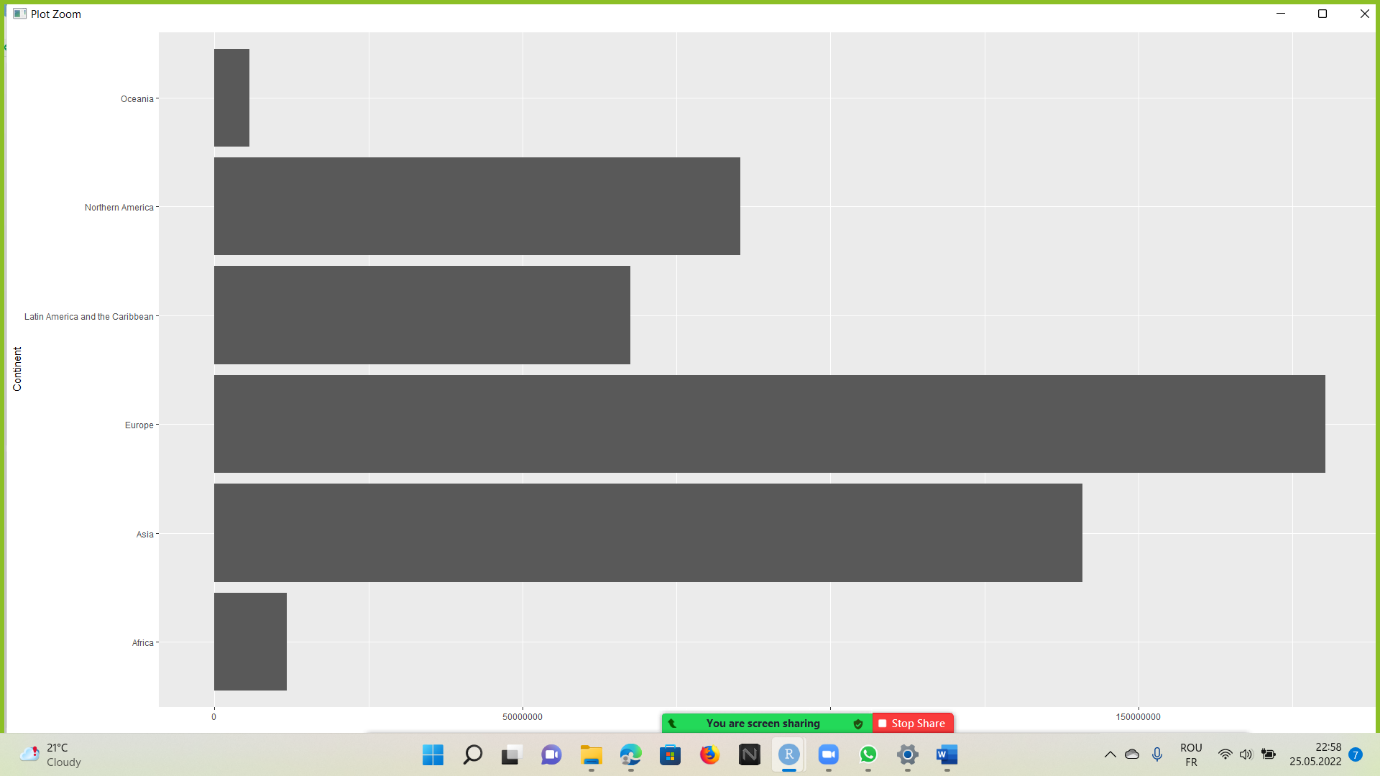 Plot Zoom
Oceania
Northern America
Latin America and the Caribbean
Continent
Europe
Asia
Africa
0
50000000
150000000
You are screen sharing
Stop Share
21°C
Cloudy
N
R
W
ROU
FR
22:58
25.05.2022
7